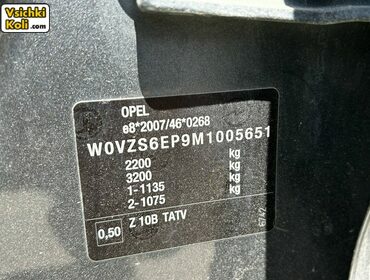 Vsichki
Koli .com
OPEL
e8*2007/46*0268
W0VZS6EP9M1005651
2200 kg
3200 kg
1-1135 kg
2-1075 kg
0,50 Z 10B TATV